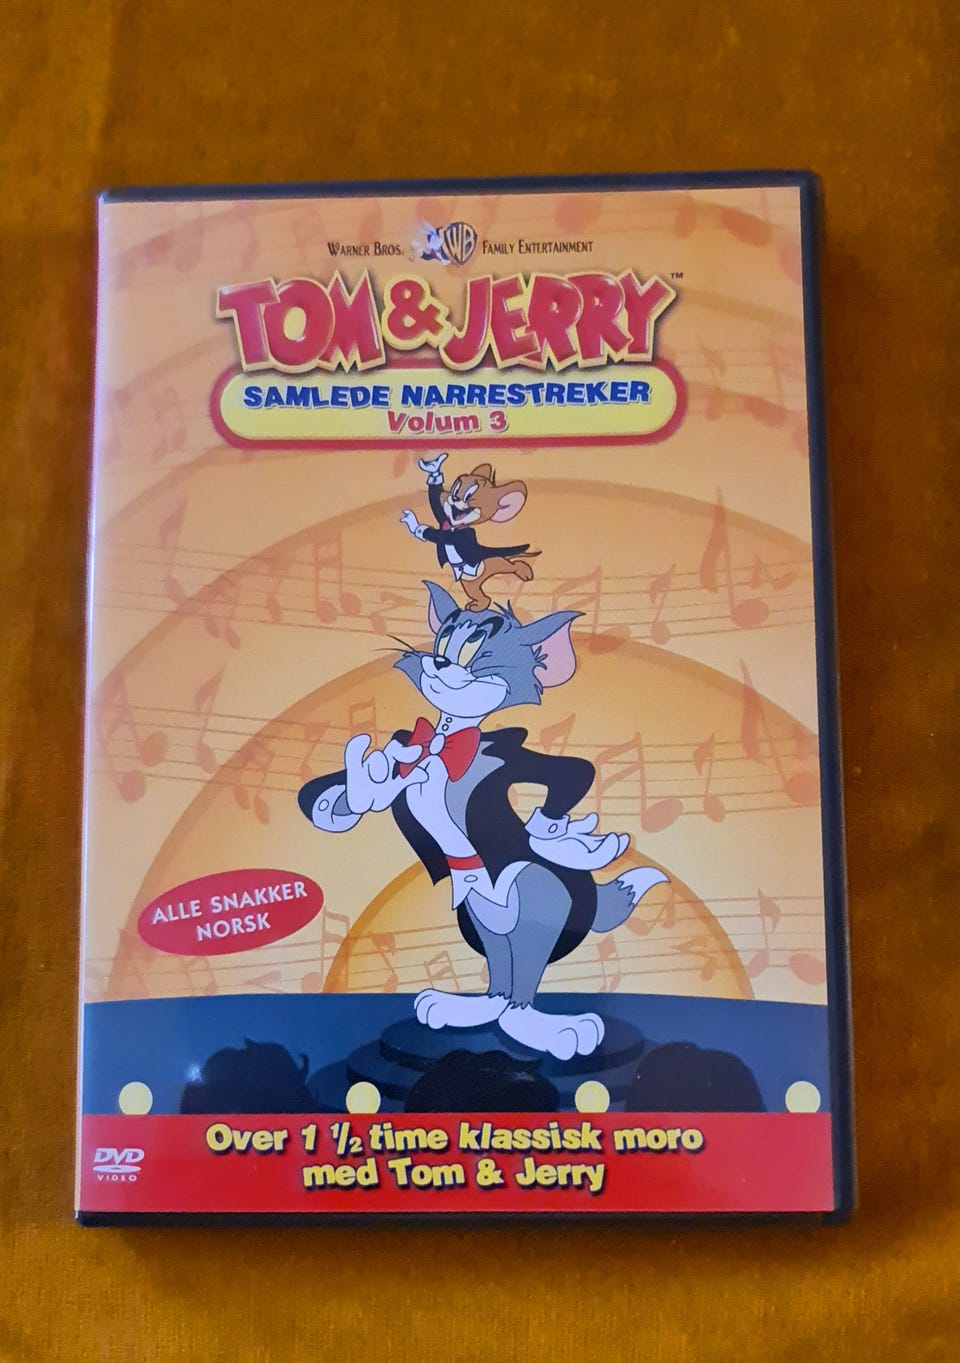 WARNER BROS. WB FAMILY ENTERTAINMENT
TOM & JERRY™
SAMLEDE NARRESTREKER
Volum 3
ALLE SNAKKER
NORSK
Over 1 1/2 time klassisk moro
med Tom & Jerry
DVD
VIDEO